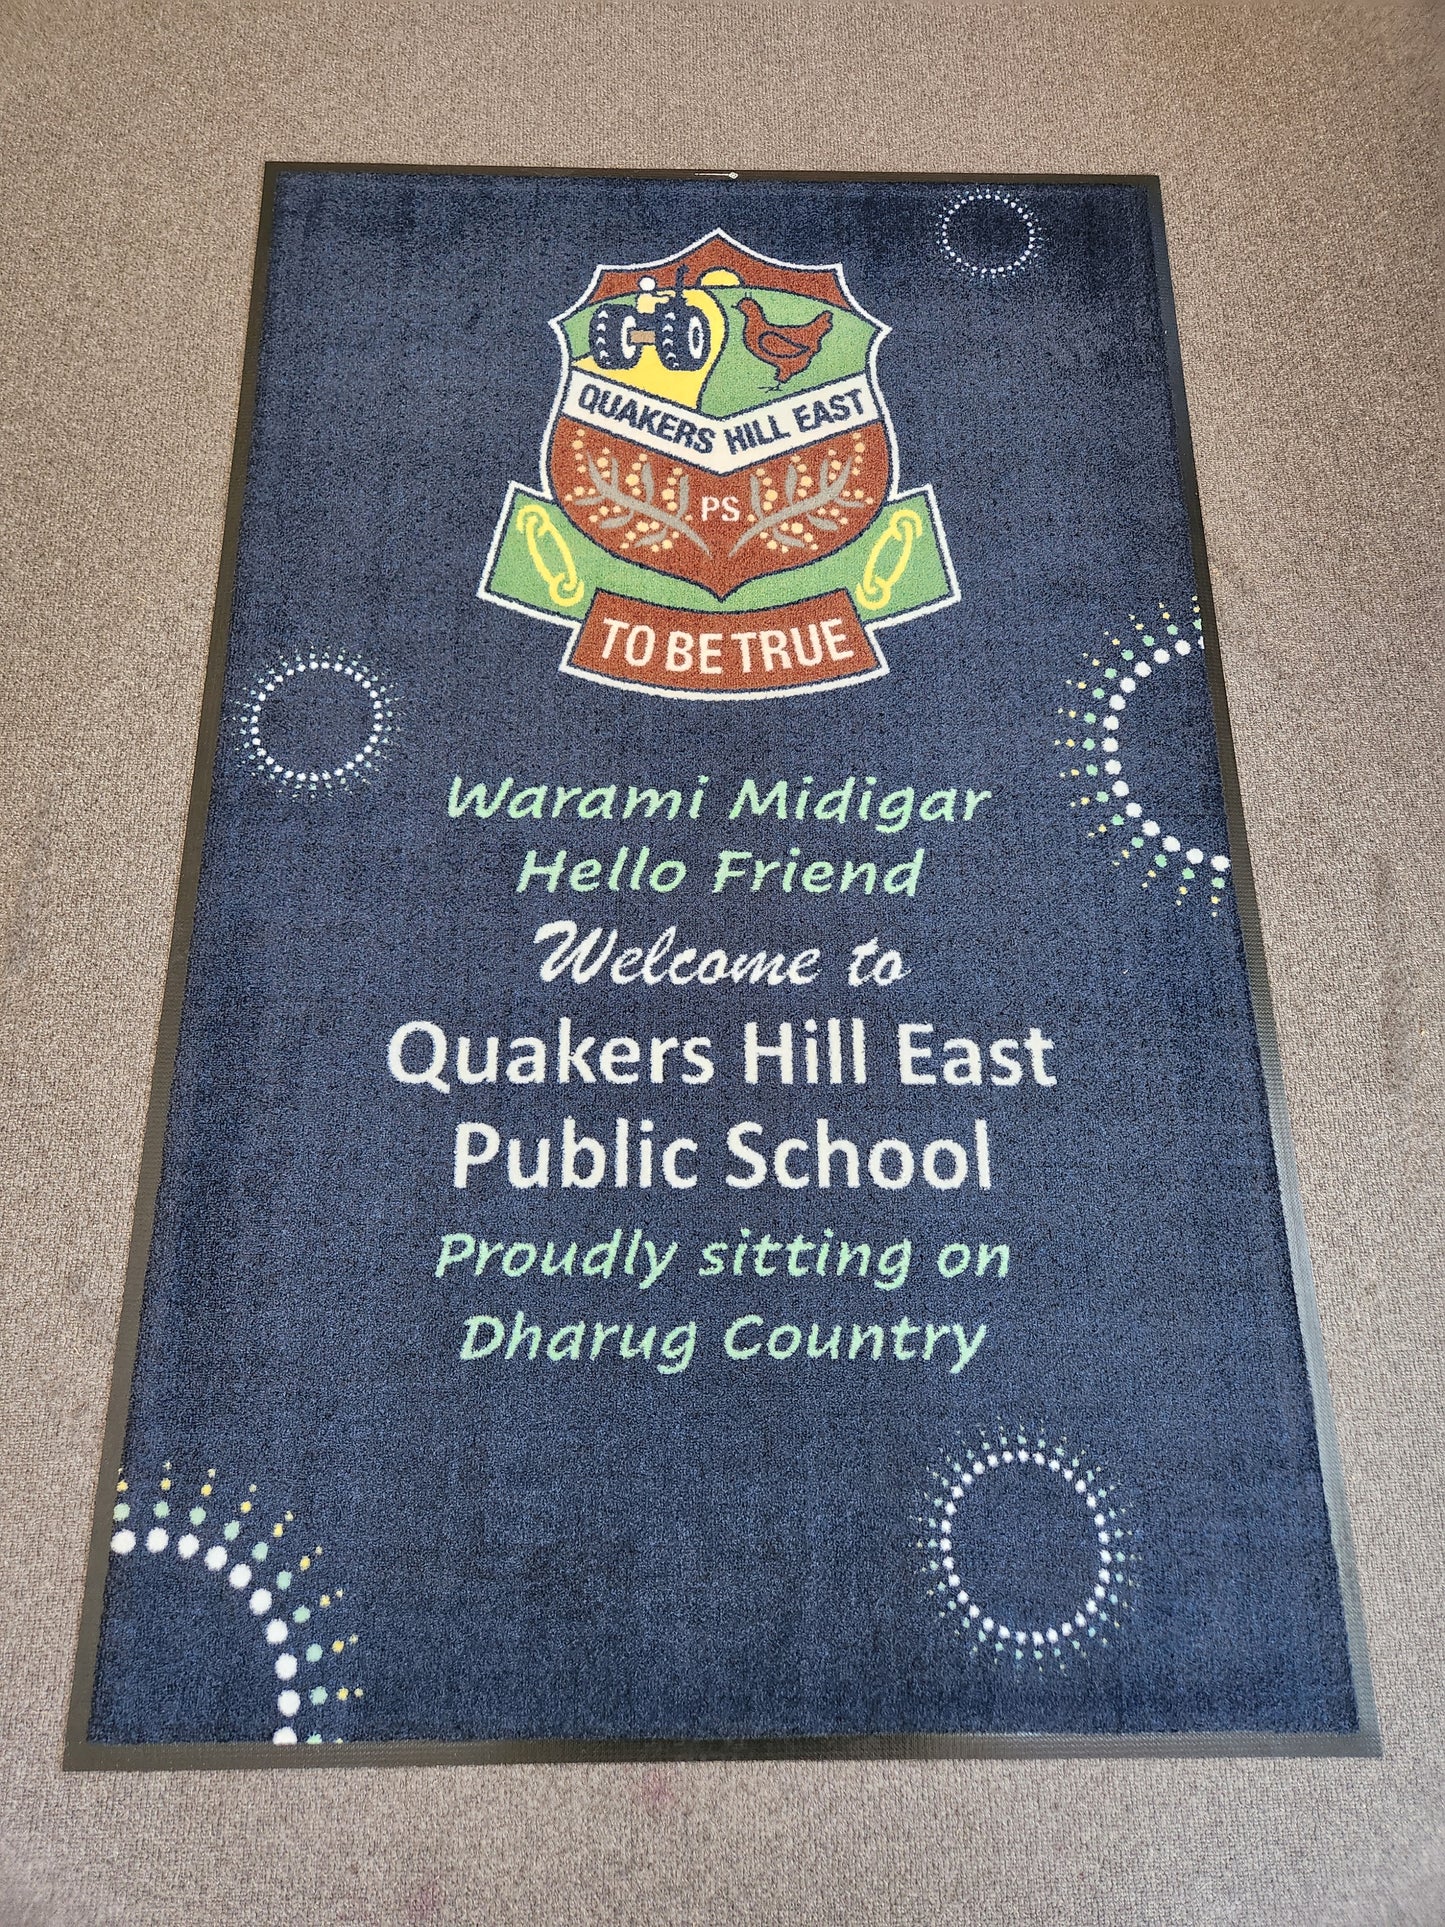 QUAKERS HILL EAST
PS
TO BE TRUE
Warami Midigar
Hello Friend
Welcome to
Quakers Hill East
Public School
Proudly sitting on
Dharug Country